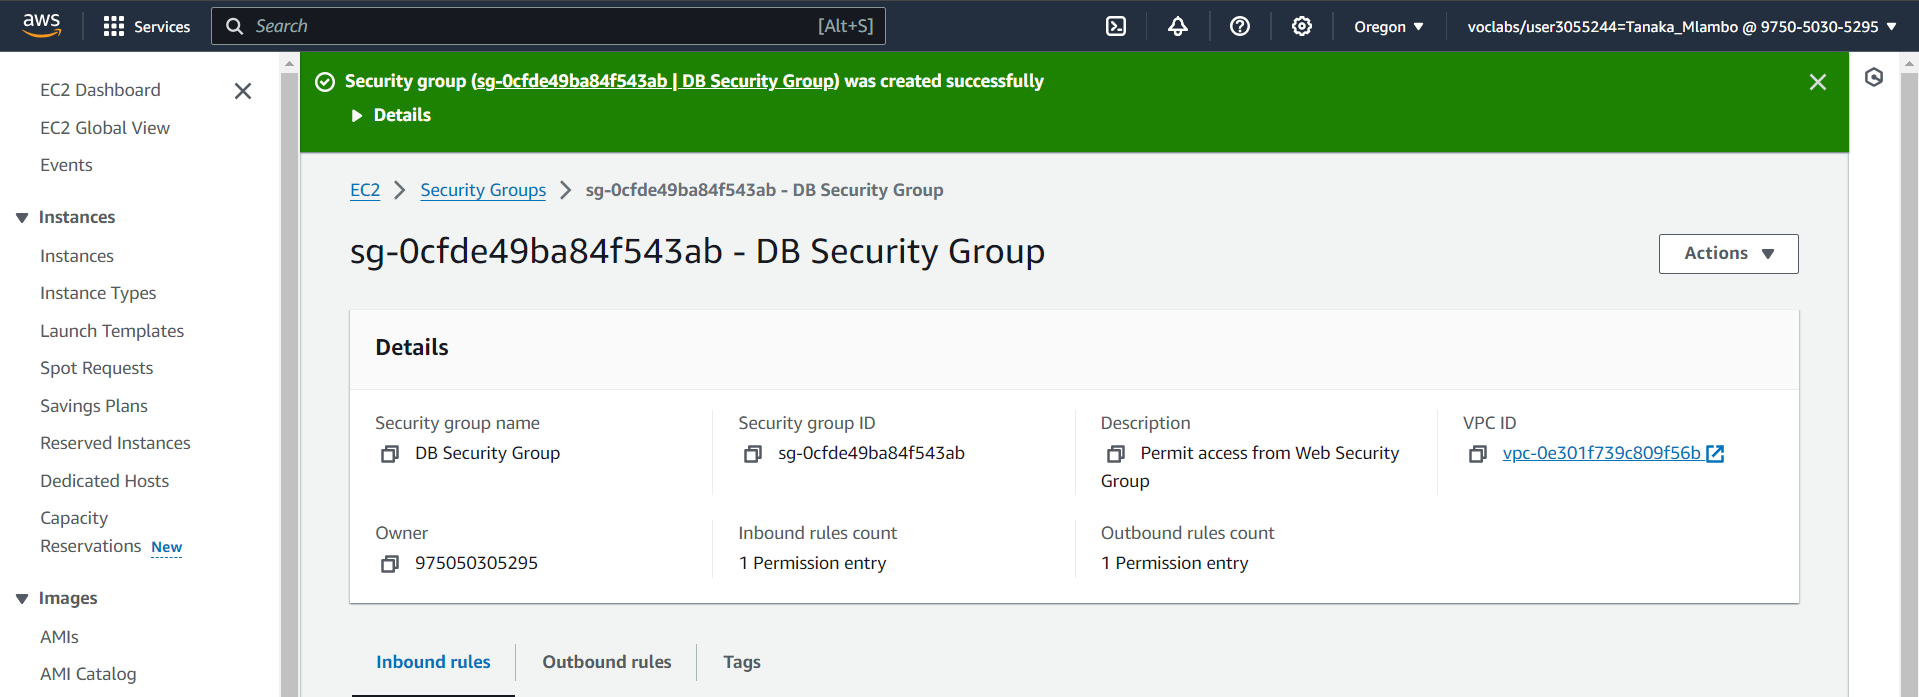 aws
Services
Search
[Alt+S]
Oregon
voclabs/user3055244=Tanaka_Mlambo @ 9750-5030-5295
EC2 Dashboard
EC2 Global View
Events
Instances
Instances
Instance Types
Launch Templates
Spot Requests
Savings Plans
Reserved Instances
Dedicated Hosts
Capacity
Reservations New
Images
AMIs
AMI Catalog
Security group (sg-0cfde49ba84f543ab | DB Security Group) was created successfully
Details
EC2 > Security Groups > sg-0cfde49ba84f543ab - DB Security Group
sg-0cfde49ba84f543ab - DB Security Group
Actions
Details
Security group name
DB Security Group
Security group ID
sg-0cfde49ba84f543ab
Description
Permit access from Web Security
Group
VPC ID
vpc-0e301f739c809f56b
Owner
975050305295
Inbound rules count
1 Permission entry
Outbound rules count
1 Permission entry
Inbound rules
Outbound rules
Tags